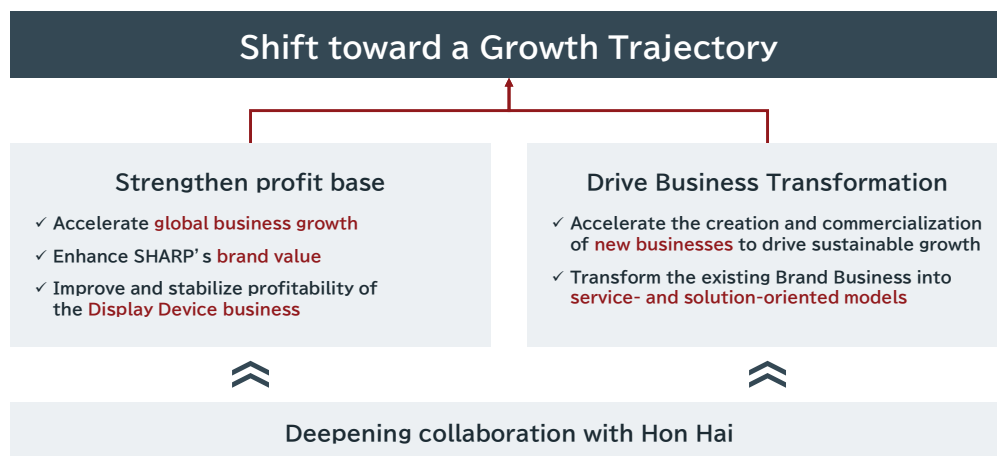 Shift toward a Growth Trajectory
Strengthen profit base
✓ Accelerate global business growth
✓ Enhance SHARP's brand value
✓ Improve and stabilize profitability of
the Display Device business
Drive Business Transformation
✓ Accelerate the creation and commercialization
of new businesses to drive sustainable growth
✓ Transform the existing Brand Business into
service- and solution-oriented models
Deepening collaboration with Hon Hai